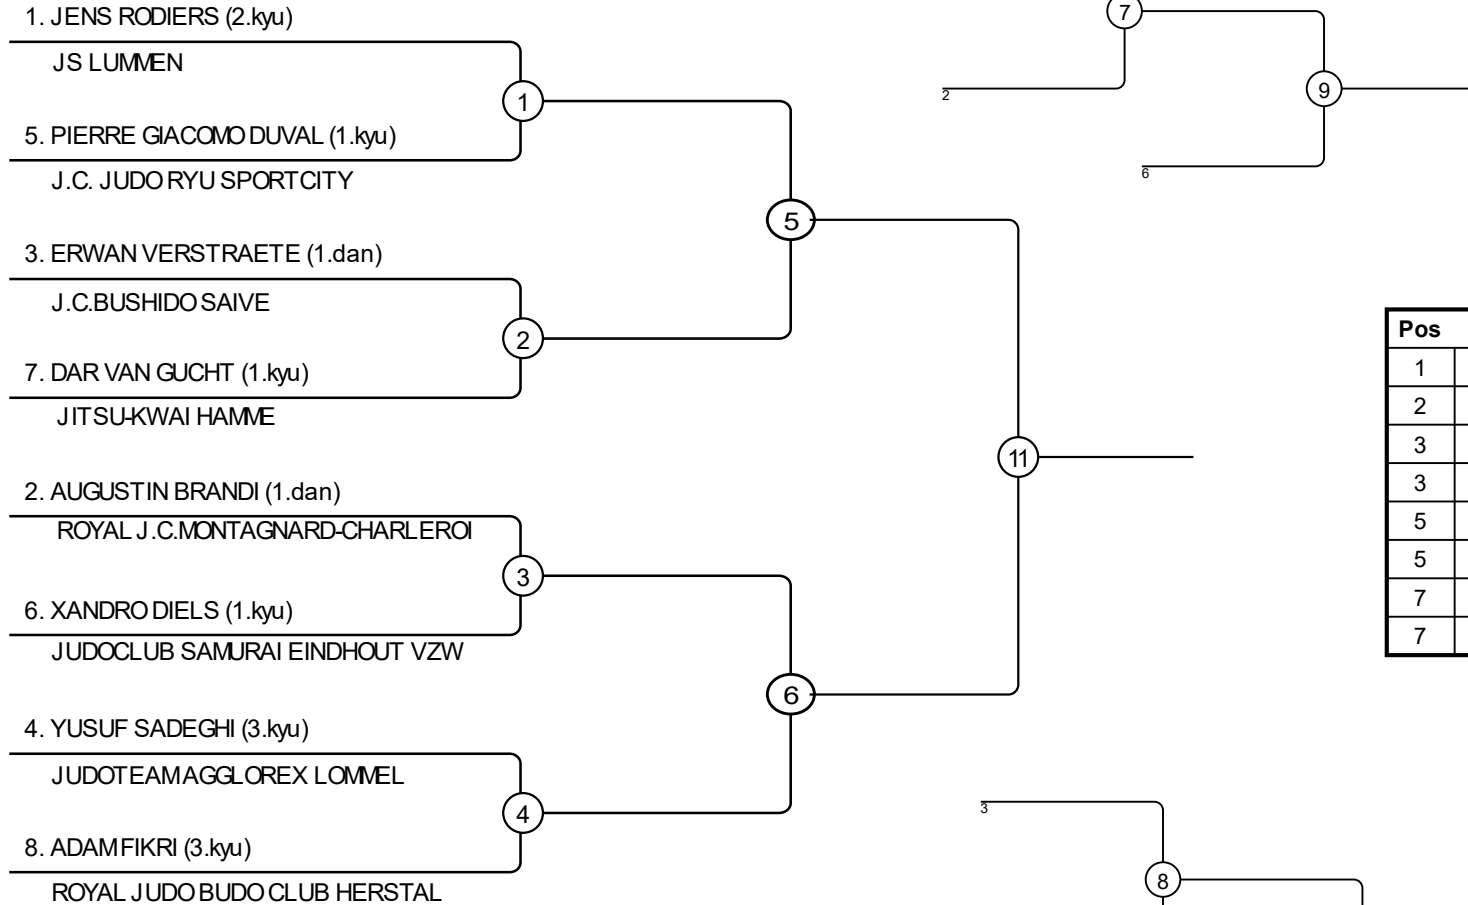 1. JENS RODIERS (2.kyu)
JS LUMMEN
1
5. PIERRE GIACOMO DUVAL (1.kyu)
J.C. JUDO RYU SPORTCITY
5
3. ERWAN VERSTRAETE (1.dan)
J.C.BUSHIDO SAIVE
2
7. DAR VAN GUCHT (1.kyu)
JITSU-KWAI HAMME
11
2. AUGUSTIN BRANDI (1.dan)
ROYAL J.C.MONTAGNARD-CHARLEROI
3
6. XANDRO DIELS (1.kyu)
JUDOCLUB SAMURAI EINDHOUT VZW
6
4. YUSUF SADEGHI (3.kyu)
JUDOTEAM AGGLOREX LOMMEL
4
8. ADAM FIKRI (3.kyu)
ROYAL JUDO BUDO CLUB HERSTAL
7
2
9
6
Pos
1
2
3
3
5
5
7
7
3
8